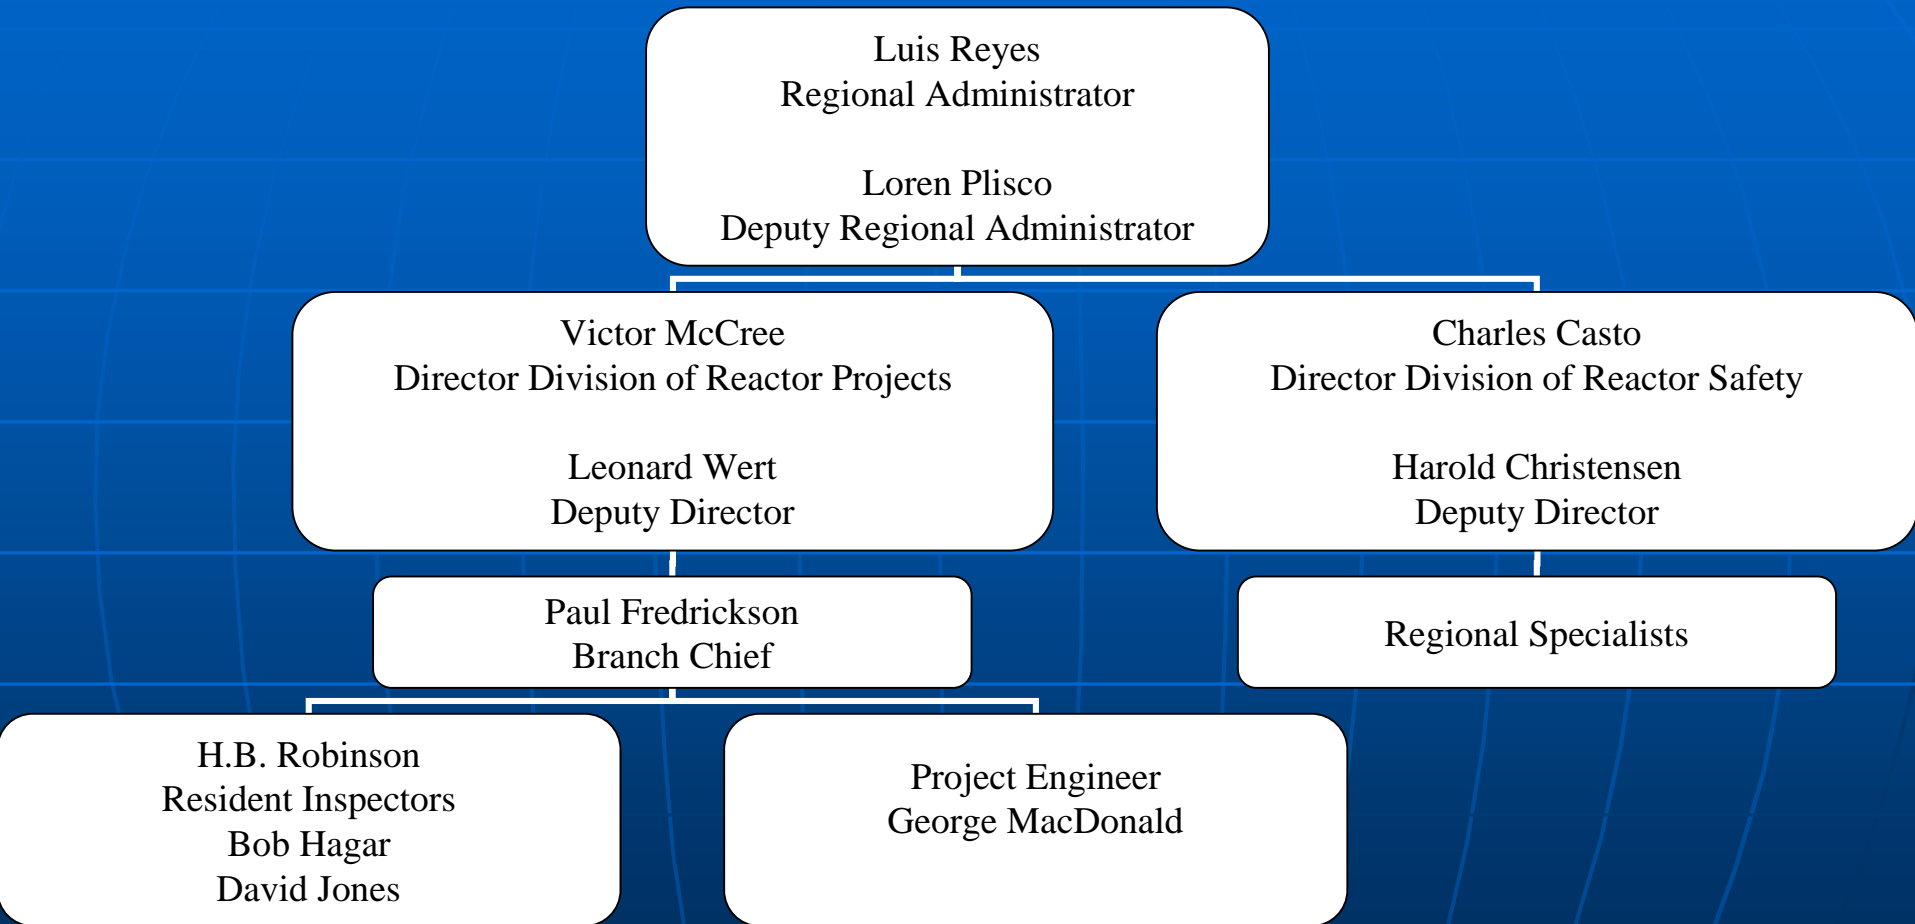 Luis Reyes
Regional Administrator
Loren Plisco
Deputy Regional Administrator
Victor McCree
Director Division of Reactor Projects
Leonard Wert
Deputy Director
Charles Casto
Director Division of Reactor Safety
Harold Christensen
Deputy Director
Paul Fredrickson
Branch Chief
Regional Specialists
H.B. Robinson
Resident Inspectors
Bob Hagar
David Jones
Project Engineer
George MacDonald